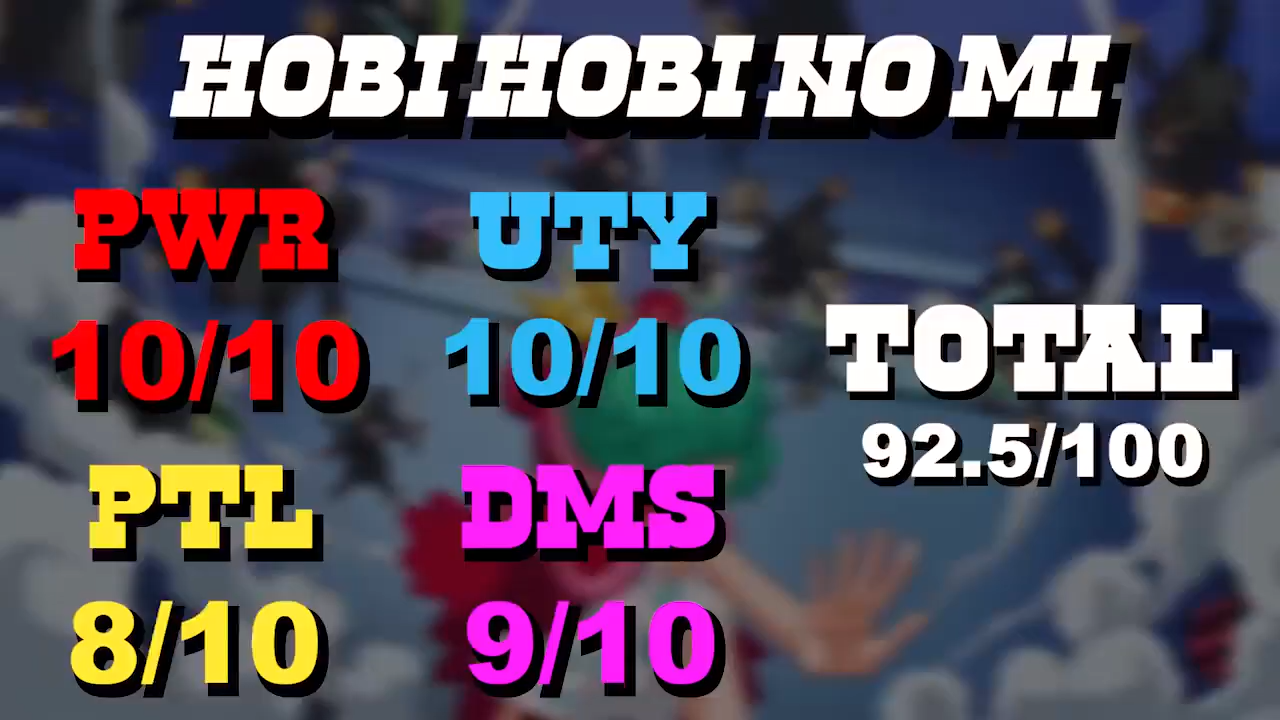 HOBI HOBI NO MI
PWR
10/10
UTY
10/10
PTL
8/10
DMS
9/10
TOTAL
92.5/100